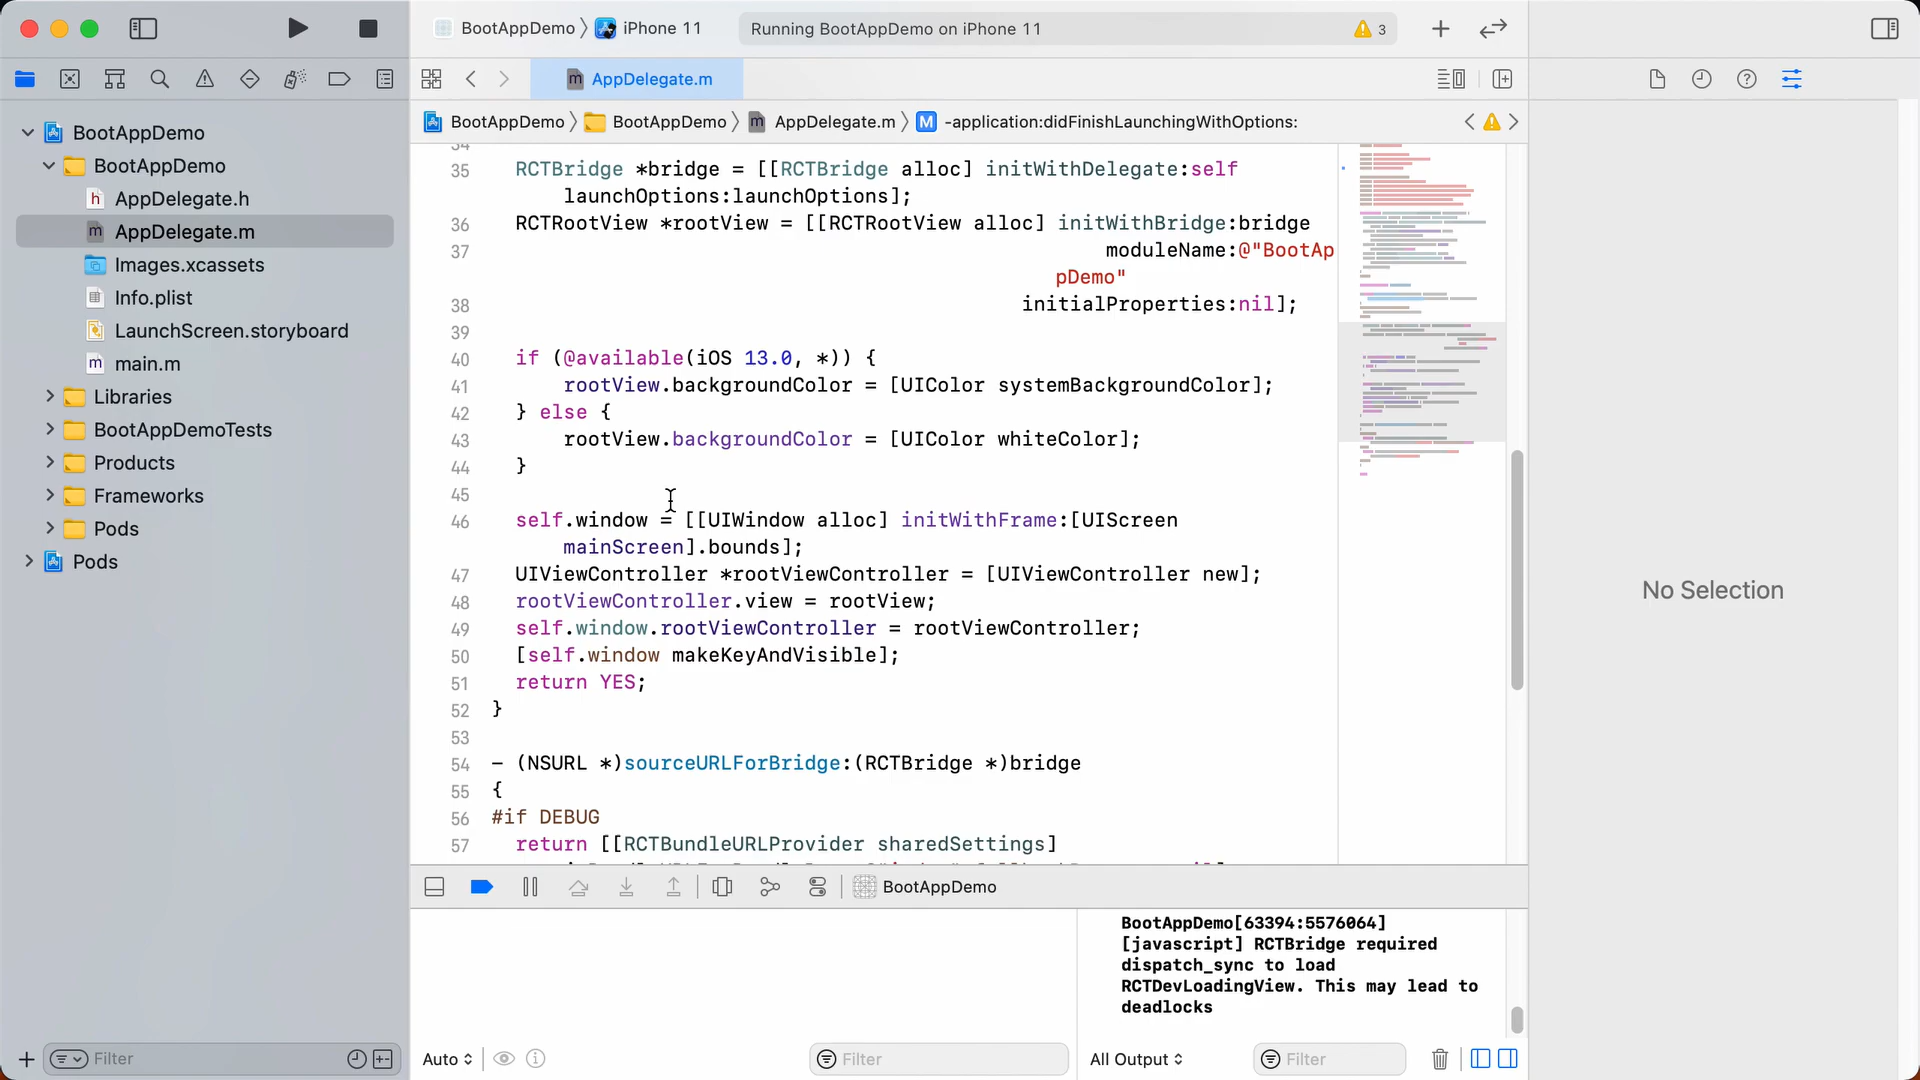 BootAppDemo
iPhone 11
Running BootAppDemo on iPhone 11
3
AppDelegate.m
BootAppDemo
BootAppDemo
AppDelegate.m
M
-application:didFinishLaunchingWithOptions:
BootAppDemo
BootAppDemo
h AppDelegate.h
m AppDelegate.m
Images.xcassets
Info.plist
LaunchScreen.storyboard
m main.m
Libraries
BootAppDemoTests
Products
Frameworks
Pods
Pods
34
35 RCTBridge *bridge = [[RCTBridge alloc] initWithDelegate:self
launchOptions:launchOptions];
36 RCTRootView *rootView = [[RCTRootView alloc] initWithBridge:bridge
37 moduleName:@"BootAp
pDemo"
38 initialProperties:nil];
39
40 if (@available(iOS 13.0, *)) {
41 rootView.backgroundColor = [UIColor systemBackgroundColor];
42 } else {
43 rootView.backgroundColor = [UIColor whiteColor];
44 }
45
46 self.window = [[UIWindow alloc] initWithFrame:[UIScreen
mainScreen].bounds];
47 UIViewController *rootViewController = [UIViewController new];
48 rootViewController.view = rootView;
49 self.window.rootViewController = rootViewController;
50 [self.window makeKeyAndVisible];
51 return YES;
52 }
53
54 - (NSURL *)sourceURLForBridge:(RCTBridge *)bridge
55 {
56 #if DEBUG
57 return [[RCTBundleURLProvider sharedSettings]
No Selection
BootAppDemo
BootAppDemo[63394:5576064]
[javascript] RCTBridge required
dispatch_sync to load
RCTDevLoadingView. This may lead to
deadlocks
Filter
Auto
Filter
All Output
Filter